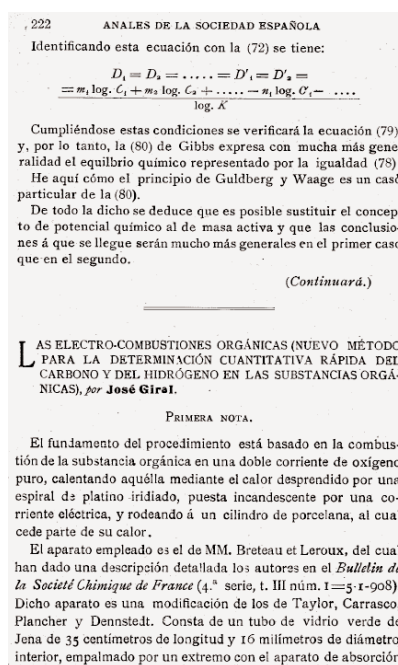 222 ANALES DE LA SOCIEDAD ESPAÑOLA
Identificando esta ecuación con la (72) se tiene:
D₁ = D₂ = ..... = D'₁ = D'₂ =
= m₁ log. C₁ + m₂ log. C₂ + ..... — n₁ log. C'₁ — ....
log. K
Cumpliéndose estas condiciones se verificará la ecuación (79)
y, por lo tanto, la (80) de Gibbs expresa con mucha más gene
ralidad el equilbrio químico representado por la igualdad (78)
He aquí cómo el principio de Guldberg y Waage es un caso
particular de la (80).
De todo la dicho se deduce que es posible sustituir el concep
to de potencial químico al de masa activa y que las conclusio-
nes á que se llegue serán mucho más generales en el primer caso
que en el segundo.
(Continuará.)
LAS ELECTRO-COMBUSTIONES ORGÁNICAS (NUEVO MÉTODO
PARA LA DETERMINACIÓN CUANTITATIVA RÁPIDA DEL
CARBONO Y DEL HIDRÓGENO EN LAS SUBSTANCIAS ORGÁ-
NICAS), por José Giral.
PRIMERA NOTA.
El fundamento del procedimiento está basado en la combus-
tión de la substancia orgánica en una doble corriente de oxígeno
puro, calentando aquélla mediante el calor desprendido por una
espiral de platino iridiado, puesta incandescente por una co-
rriente eléctrica, y rodeando á un cilindro de porcelana, al cua
cede parte de su calor.
El aparato empleado es el de MM. Breteau et Leroux, del cua
han dado una descripción detallada los autores en el Bulletin de
la Societé Chimique de France (4.ª serie, t. III núm. 1=5-1-908)
Dicho aparato es una modificación de los de Taylor, Carrasco
Plancher y Dennstedt. Consta de un tubo de vidrio verde de
Jena de 35 centímetros de longitud y 16 milímetros de diámetro
interior, empalmado por un extremo con el aparato de absorción